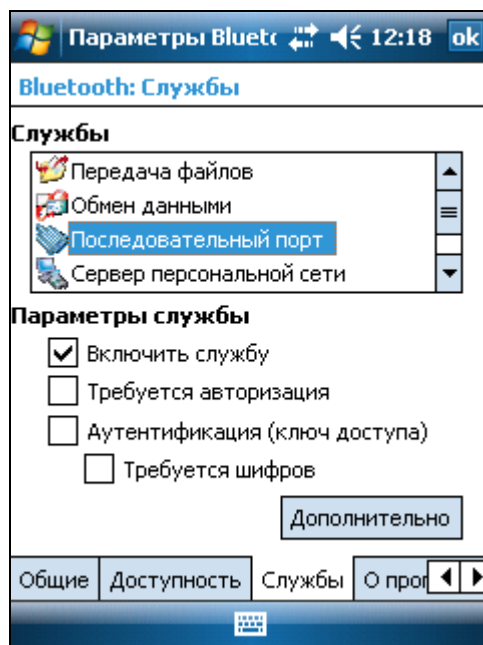 Параметры Bluet 12:18 ok
Bluetooth: Службы
Службы
Передача файлов
Обмен данными
Последовательный порт
Сервер персональной сети
Параметры службы
Включить службу
Требуется авторизация
Аутентификация (ключ доступа)
Требуется шифров
Дополнительно
Общие Доступность Службы О прог